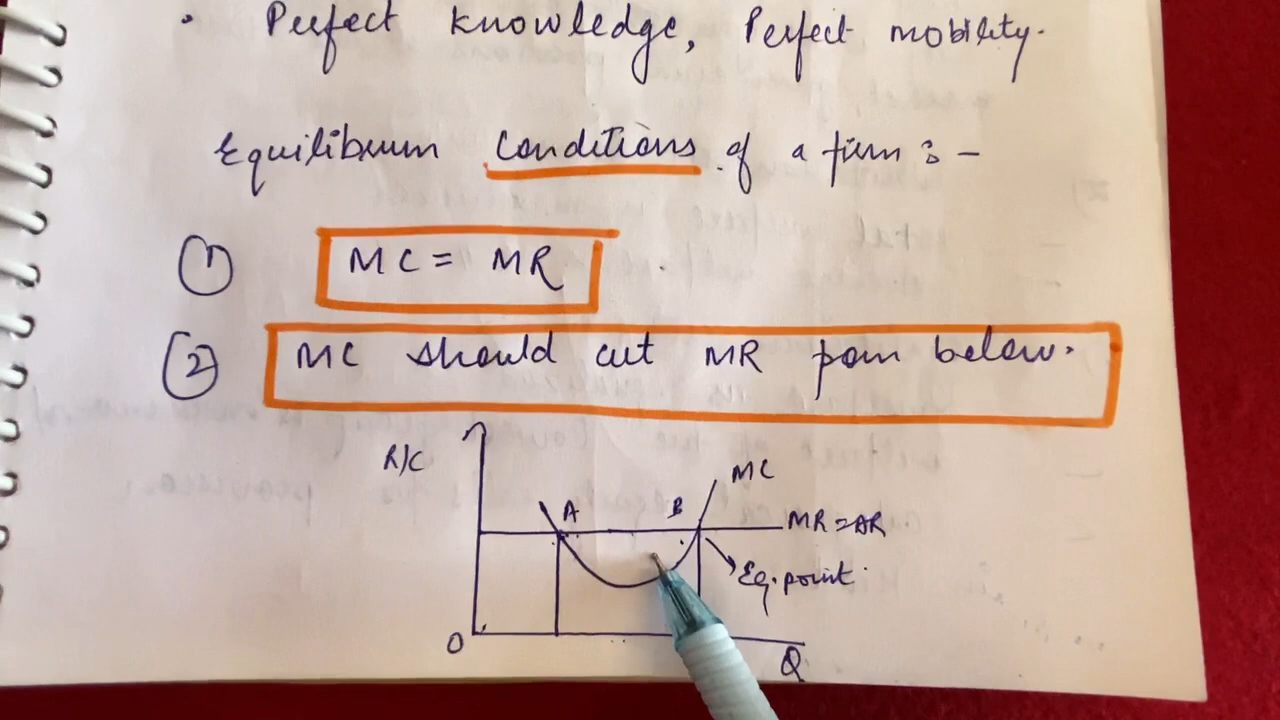 · Perfect knowledge, Perfect mobility.
Equilibrium Conditions of a firm :-
① MC = MR
② MC should cut MR from below.
R/C
MC
A B
MR = AR
Eq. point
O
Q